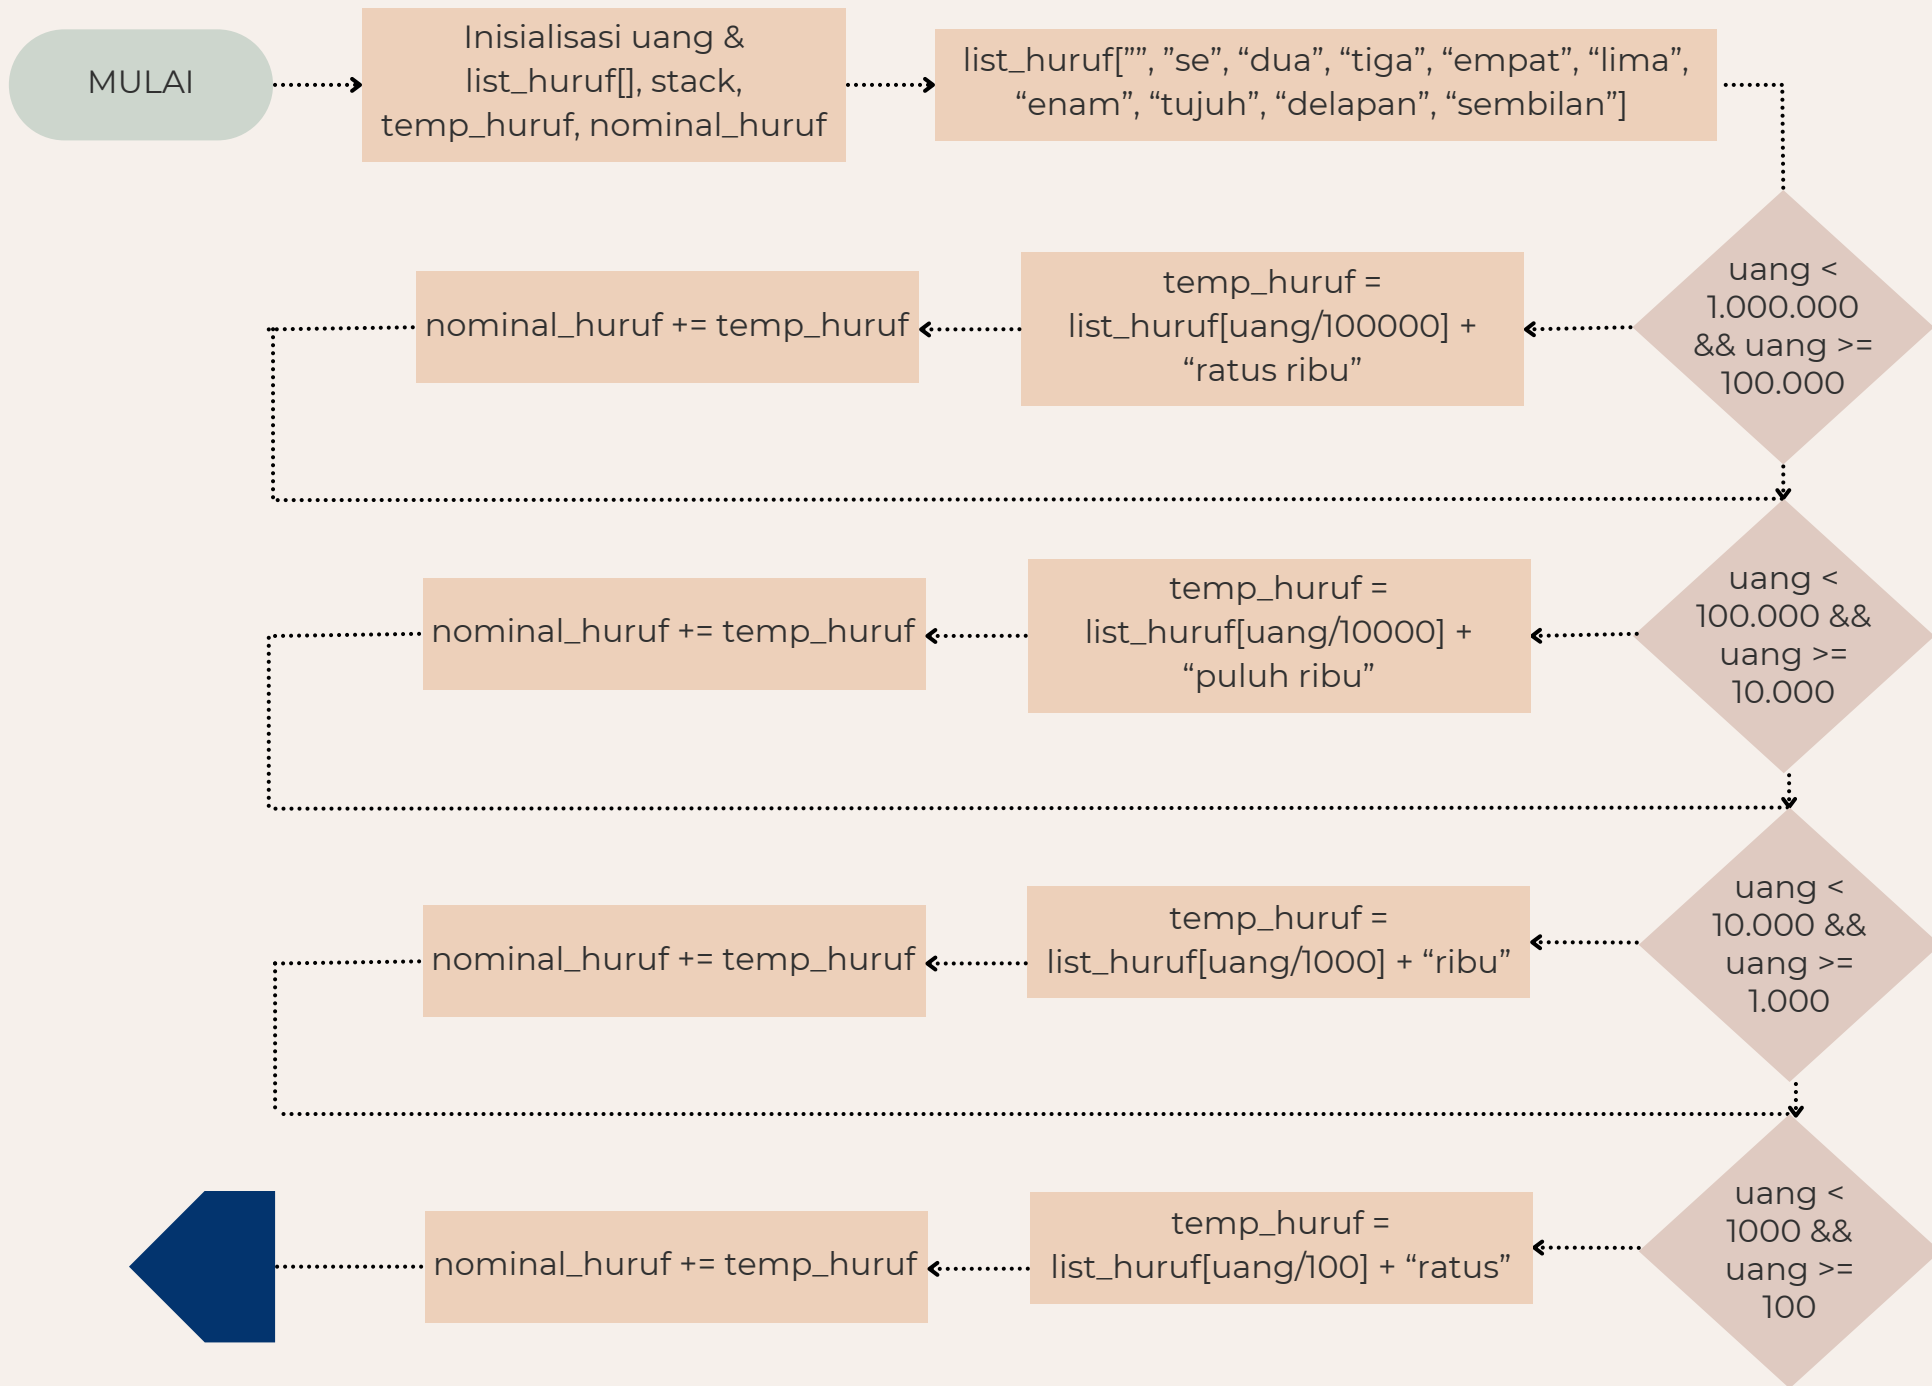 MULAI
Inisialisasi uang &
list_huruf[], stack,
temp_huruf, nominal_huruf
list_huruf[””, ”se”, “dua”, “tiga”, “empat”, “lima”,
“enam”, “tujuh”, “delapan”, “sembilan”]
uang <
1.000.000
&& uang >=
100.000
temp_huruf =
list_huruf[uang/100000] +
“ratus ribu”
nominal_huruf += temp_huruf
uang <
100.000 &&
uang >=
10.000
temp_huruf =
list_huruf[uang/10000] +
“puluh ribu”
nominal_huruf += temp_huruf
uang <
10.000 &&
uang >=
1.000
temp_huruf =
list_huruf[uang/1000] + “ribu”
nominal_huruf += temp_huruf
uang <
1000 &&
uang >=
100
temp_huruf =
list_huruf[uang/100] + “ratus”
nominal_huruf += temp_huruf